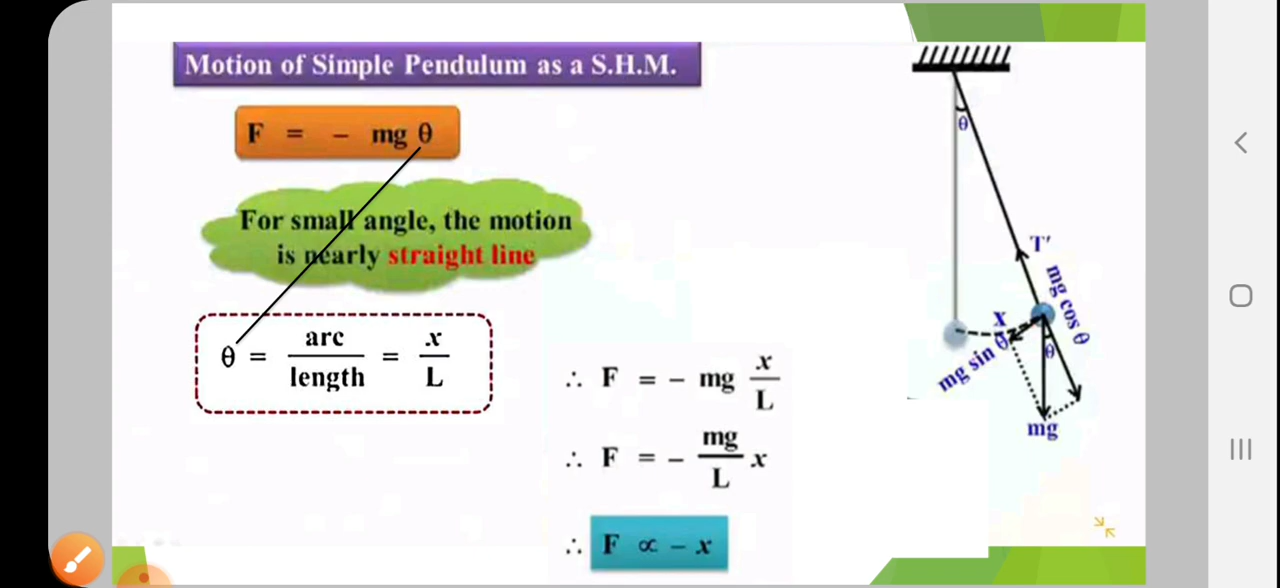 Motion of Simple Pendulum as a S.H.M.
F = − mg θ
For small angle, the motion
is nearly straight line
θ = arc / length = x / L
∴ F = − mg x / L
∴ F = − mg / L x
∴ F ∝ − x
θ
T'
mg cos θ
x
mg sin θ
θ
mg